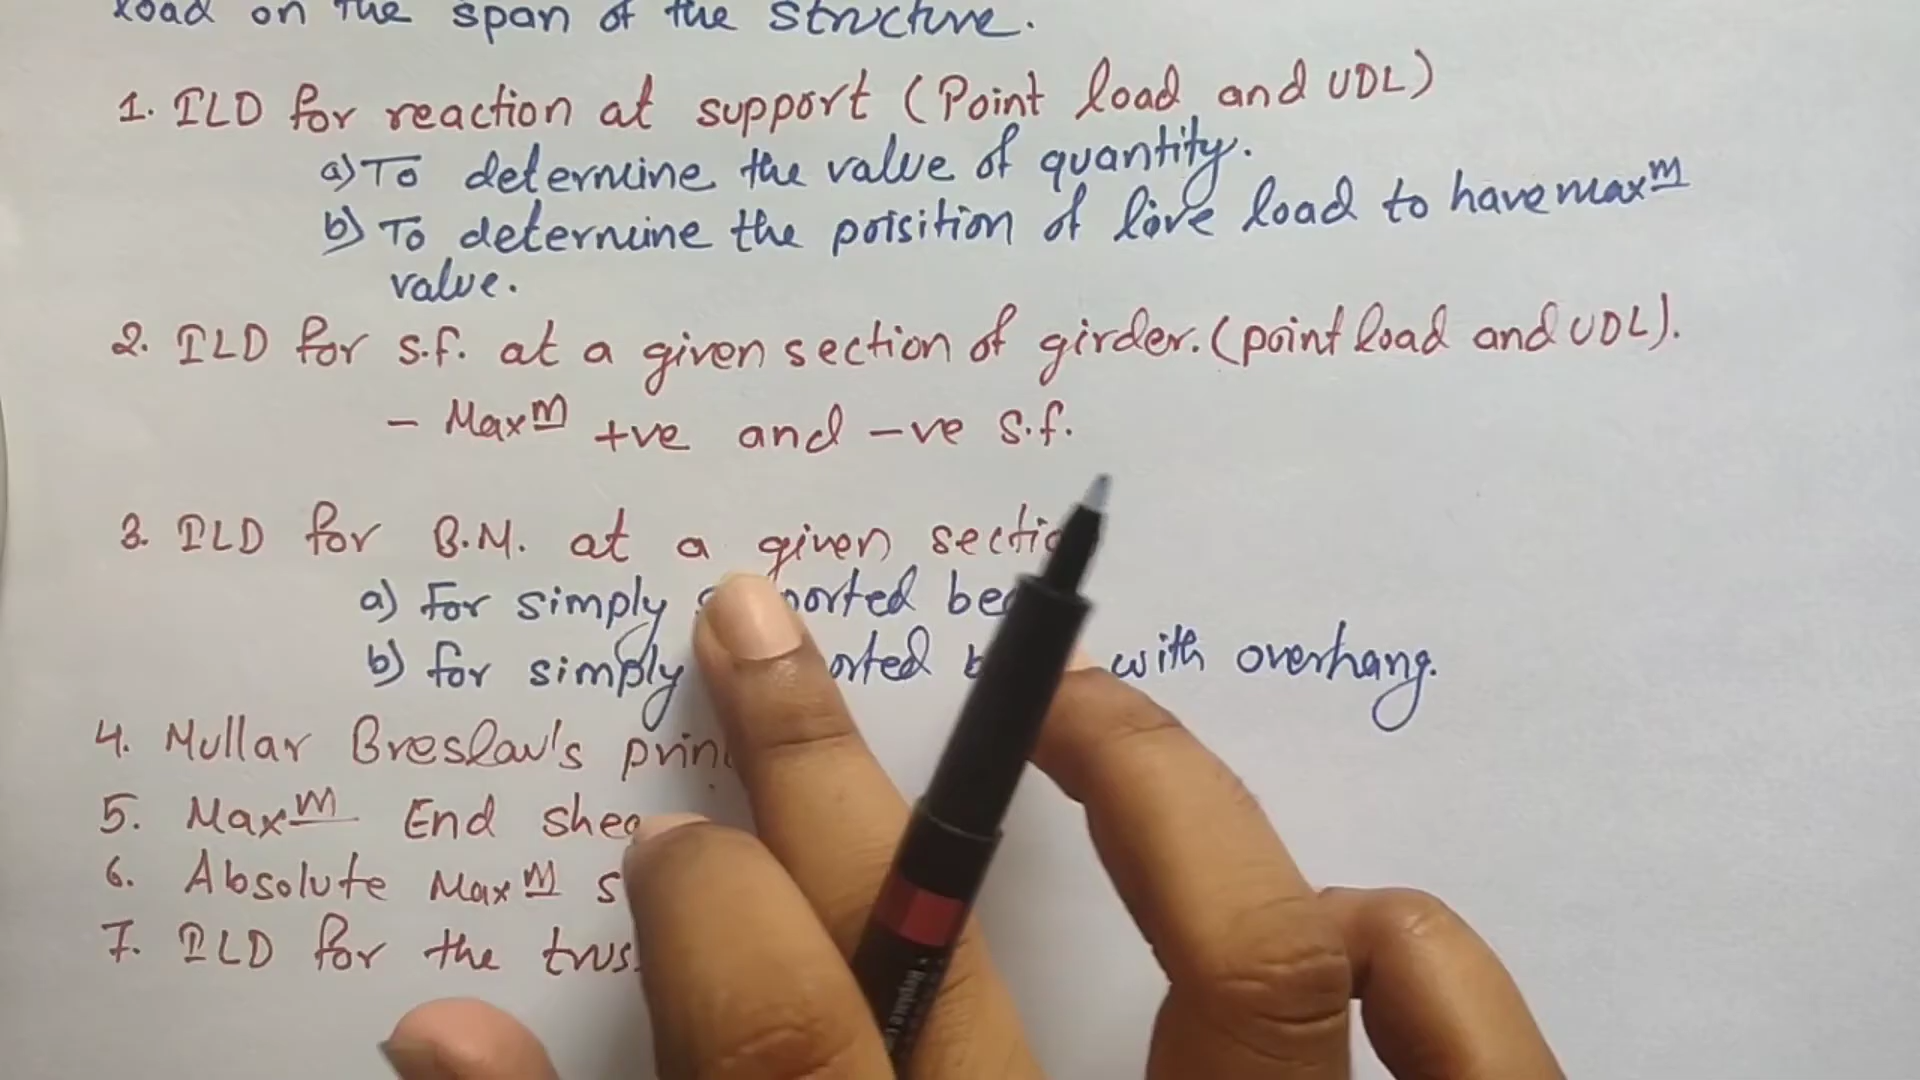 load on the span of the structure.
1. ILD for reaction at support (Point load and UDL)
a) To determine the value of quantity.
b) To determine the poisition of live load to have maxm
value.
2. ILD for S.F. at a given section of girder. (point load and UDL).
- Maxm +ve and -ve S.F.
3. ILD for B.M. at a given
a) For simply
b) for simply with overhang.
4. Mullar Breslau's
5. Maxm End
6. Absolute Maxm
7. ILD for the